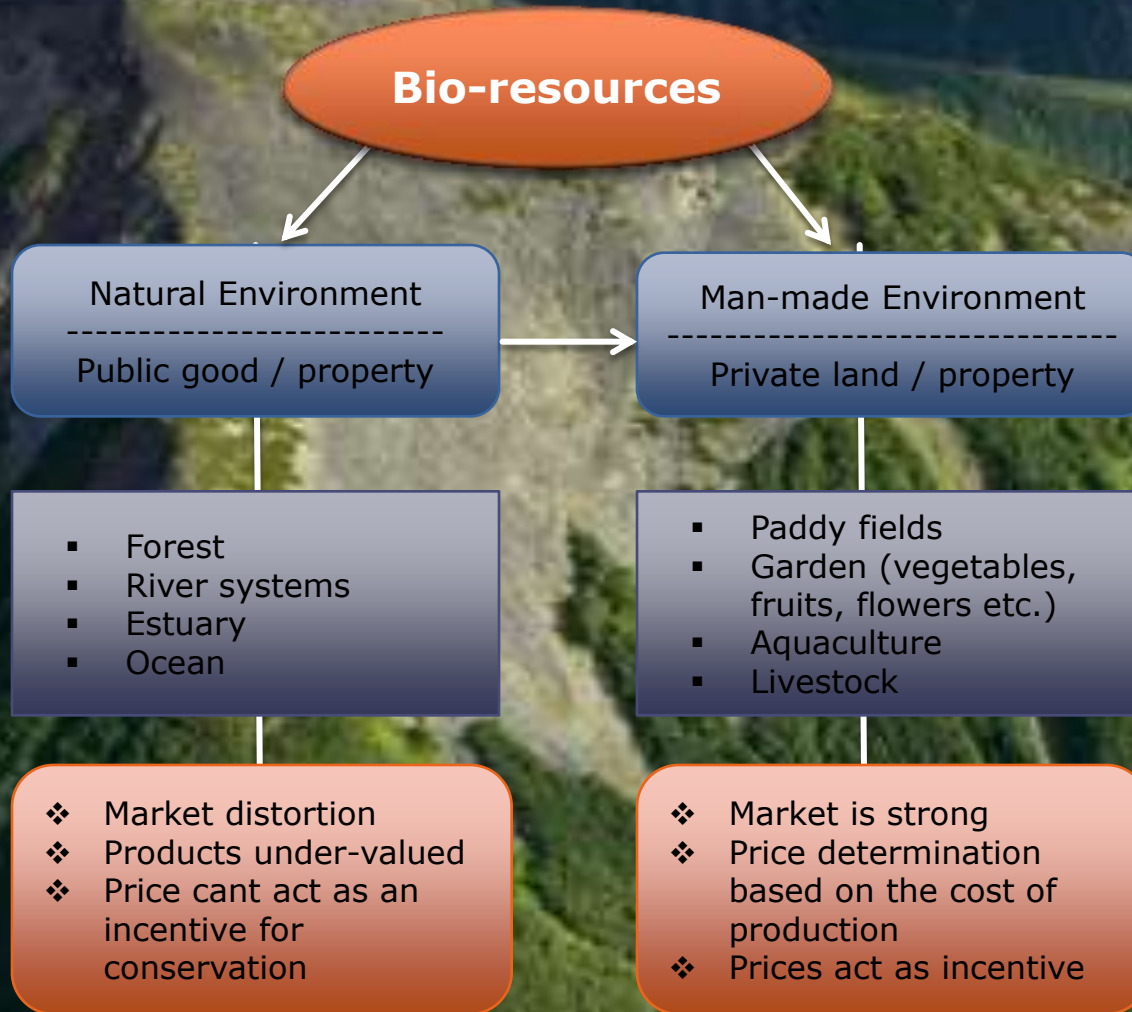 Bio-resources
Natural Environment
--------------------------
Public good / property
Man-made Environment
-------------------------------
Private land / property
▪ Forest
▪ River systems
▪ Estuary
▪ Ocean
▪ Paddy fields
▪ Garden (vegetables,
fruits, flowers etc.)
▪ Aquaculture
▪ Livestock
❖ Market distortion
❖ Products under-valued
❖ Price cant act as an
incentive for
conservation
❖ Market is strong
❖ Price determination
based on the cost of
production
❖ Prices act as incentive